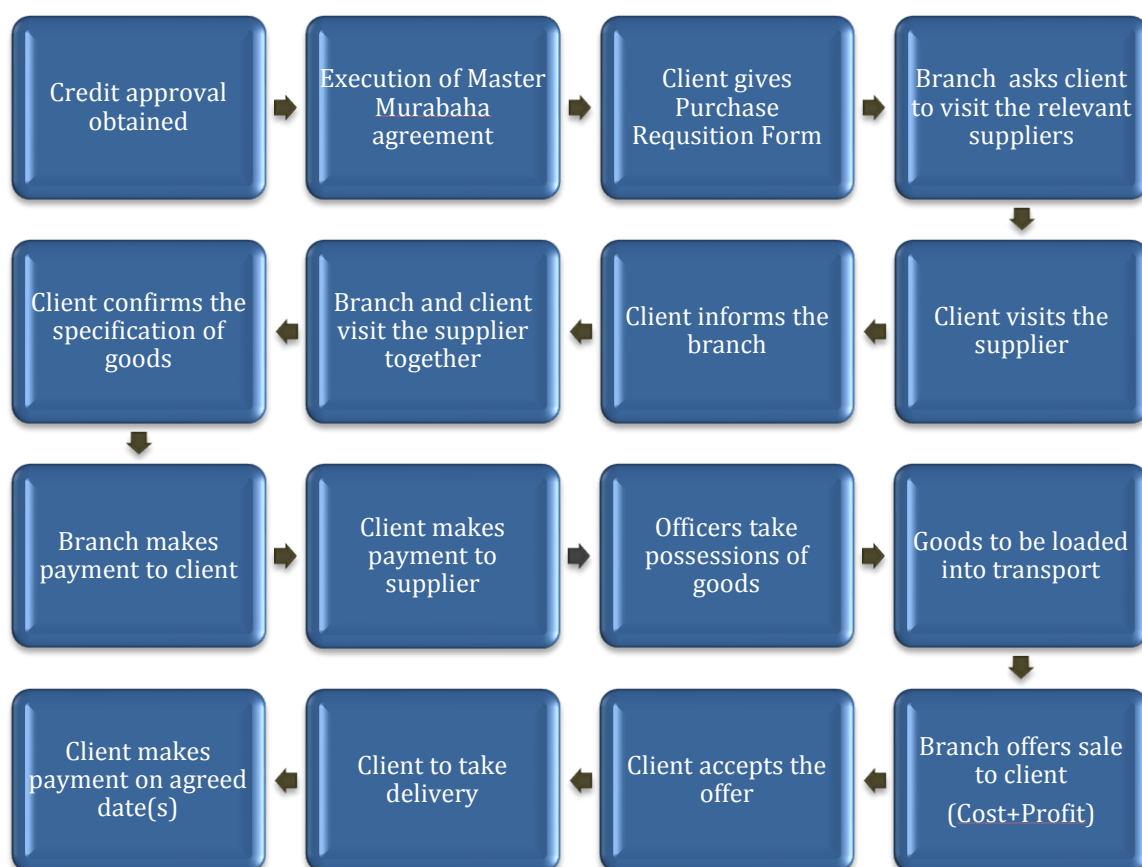 Credit approval
obtained
Execution of Master
Murabaha
agreement
Client gives
Purchase
Requsition Form
Branch  asks client
to visit the relevant
suppliers
Client visits the
supplier
Client informs the
branch
Branch and client
visit the supplier
together
Client confirms the
specification of
goods
Branch makes
payment to client
Client makes
payment to
supplier
Officers take
possessions of
goods
Goods to be loaded
into transport
Branch offers sale
to client
(Cost+Profit)
Client accepts the
offer
Client to take
delivery
Client makes
payment on agreed
date(s)